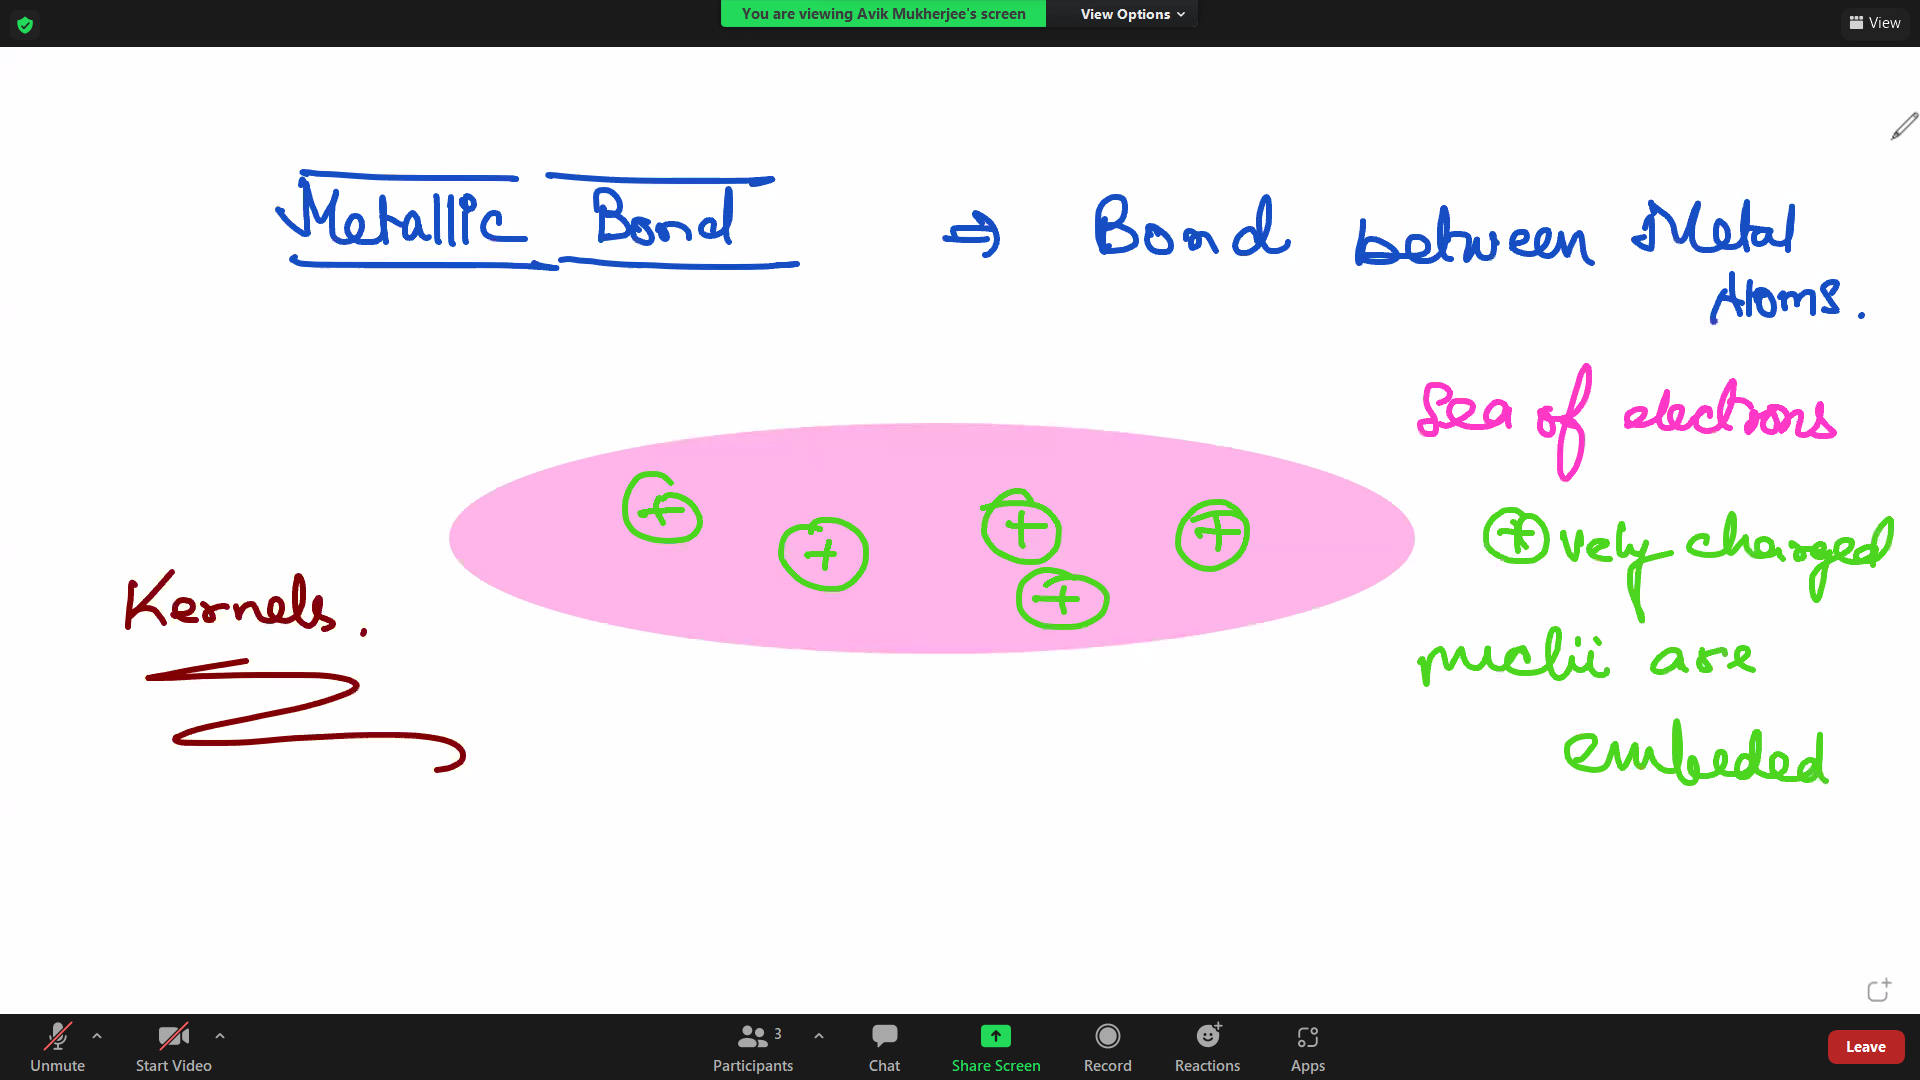 You are viewing Avik Mukherjee's screen View Options
View
Metallic Bond ⇒ Bond between Metal
Atoms.
Sea of electrons
+
+
+
+
+
⊕vely charged
Kernels.
nuclii are
embeded
3
Unmute Start Video Participants Chat Share Screen Record Reactions Apps Leave